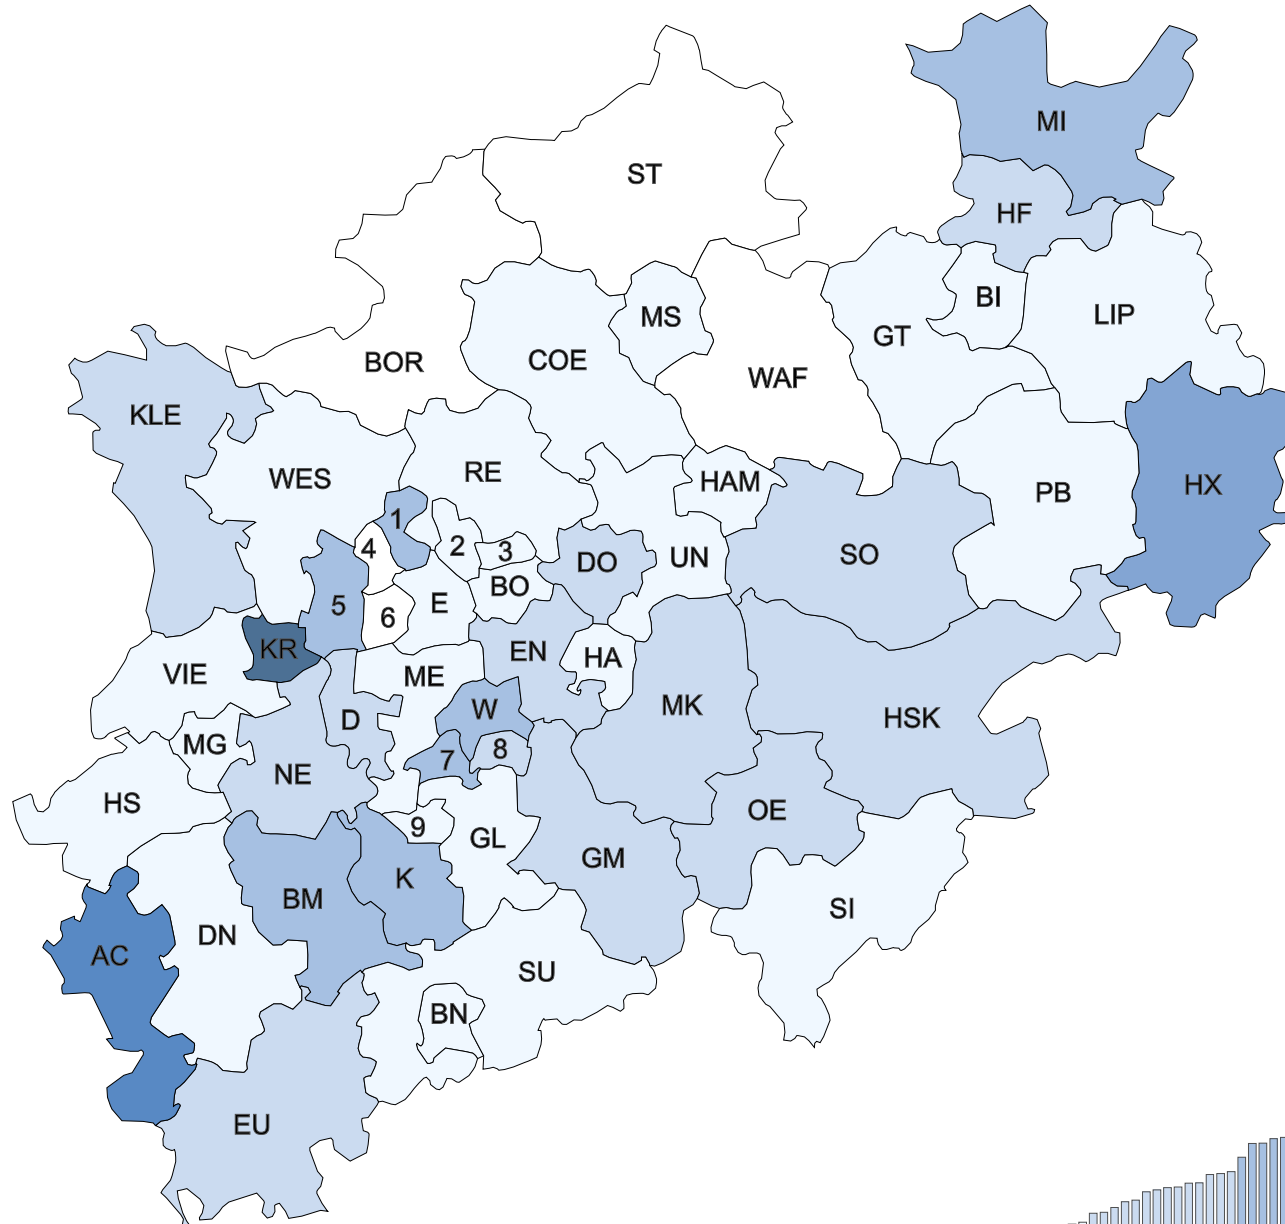 MI
ST
HF
BI
LIP
MS
GT
COE
BOR
WAF
KLE
WES
RE
HAM
PB
HX
1
2
3
4
DO
UN
SO
BO
5
6
E
KR
EN
HA
VIE
ME
MK
W
D
HSK
MG
8
7
NE
HS
OE
9
GL
GM
K
BM
SI
DN
AC
SU
BN
EU